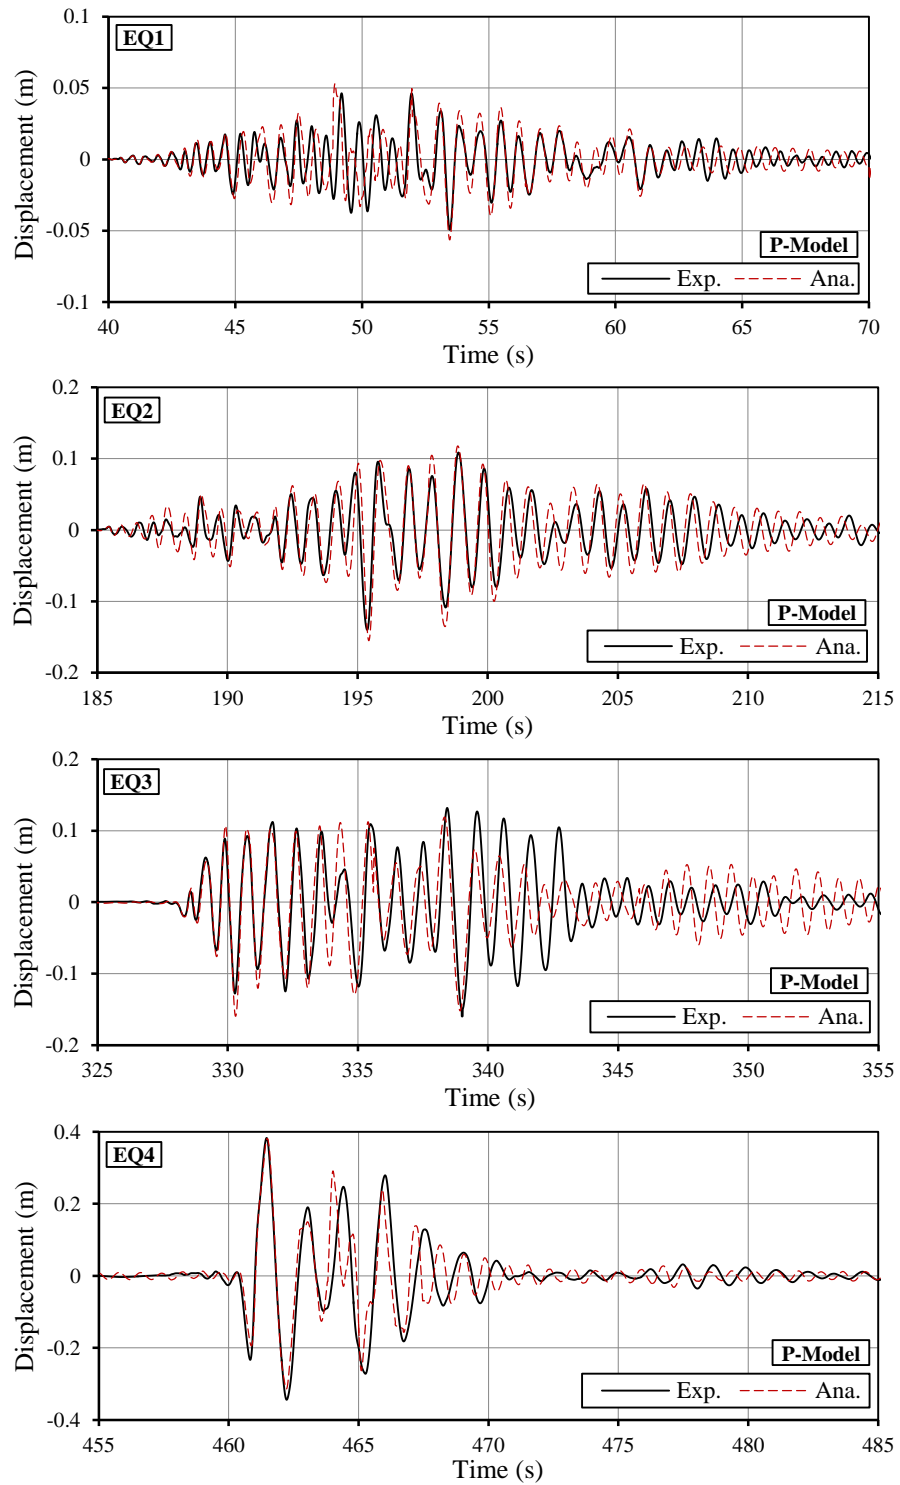 0.1
EQ1
0.05
0
-0.05
-0.1
Displacement (m)
P-Model
Exp. Ana.
40 45 50 55 60 65 70
Time (s)
0.2
EQ2
0.1
0
-0.1
-0.2
Displacement (m)
P-Model
Exp. Ana.
185 190 195 200 205 210 215
Time (s)
0.2
EQ3
0.1
0
-0.1
-0.2
Displacement (m)
P-Model
Exp. Ana.
325 330 335 340 345 350 355
Time (s)
0.4
EQ4
0.2
0
-0.2
-0.4
Displacement (m)
P-Model
Exp. Ana.
455 460 465 470 475 480 485
Time (s)